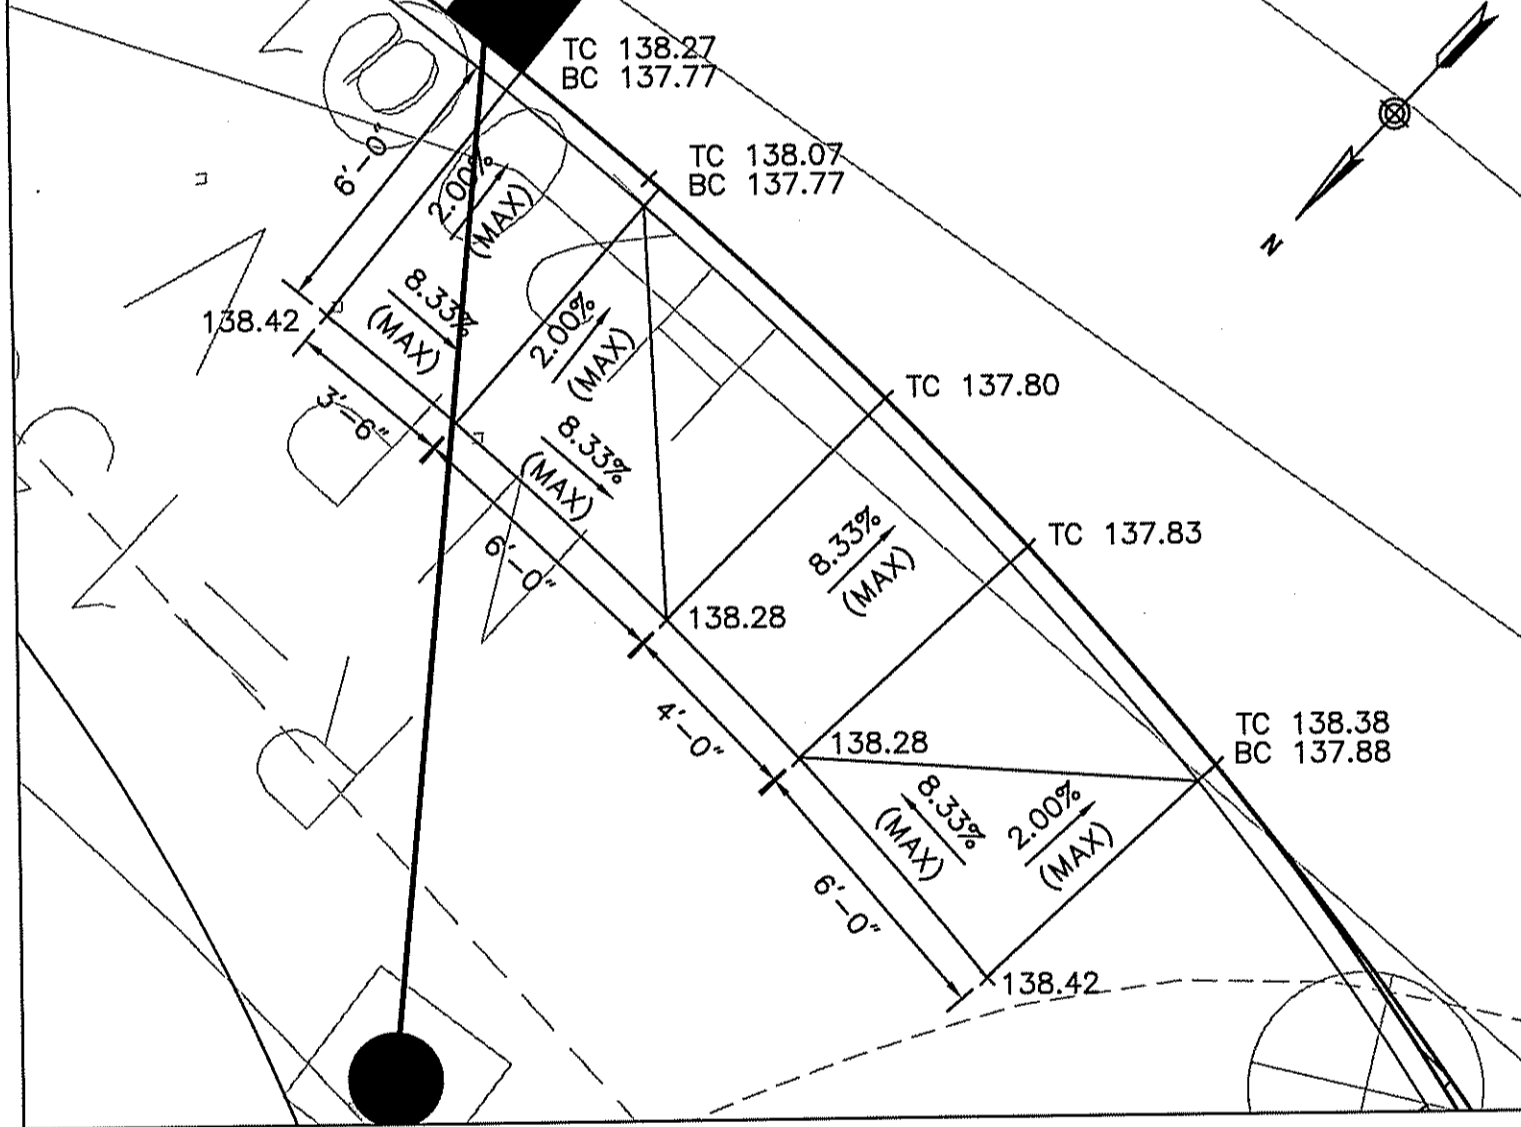 TC 138.27
BC 137.77
TC 138.07
BC 137.77
6'-0"
2.00%
(MAX)
8.33%
(MAX)
138.42
2.00%
(MAX)
3'-6"
8.33%
(MAX)
TC 137.80
N
6'-0"
8.33%
(MAX)
TC 137.83
138.28
4'-0"
138.28
TC 138.38
BC 137.88
8.33%
(MAX)
2.00%
(MAX)
6'-0"
138.42